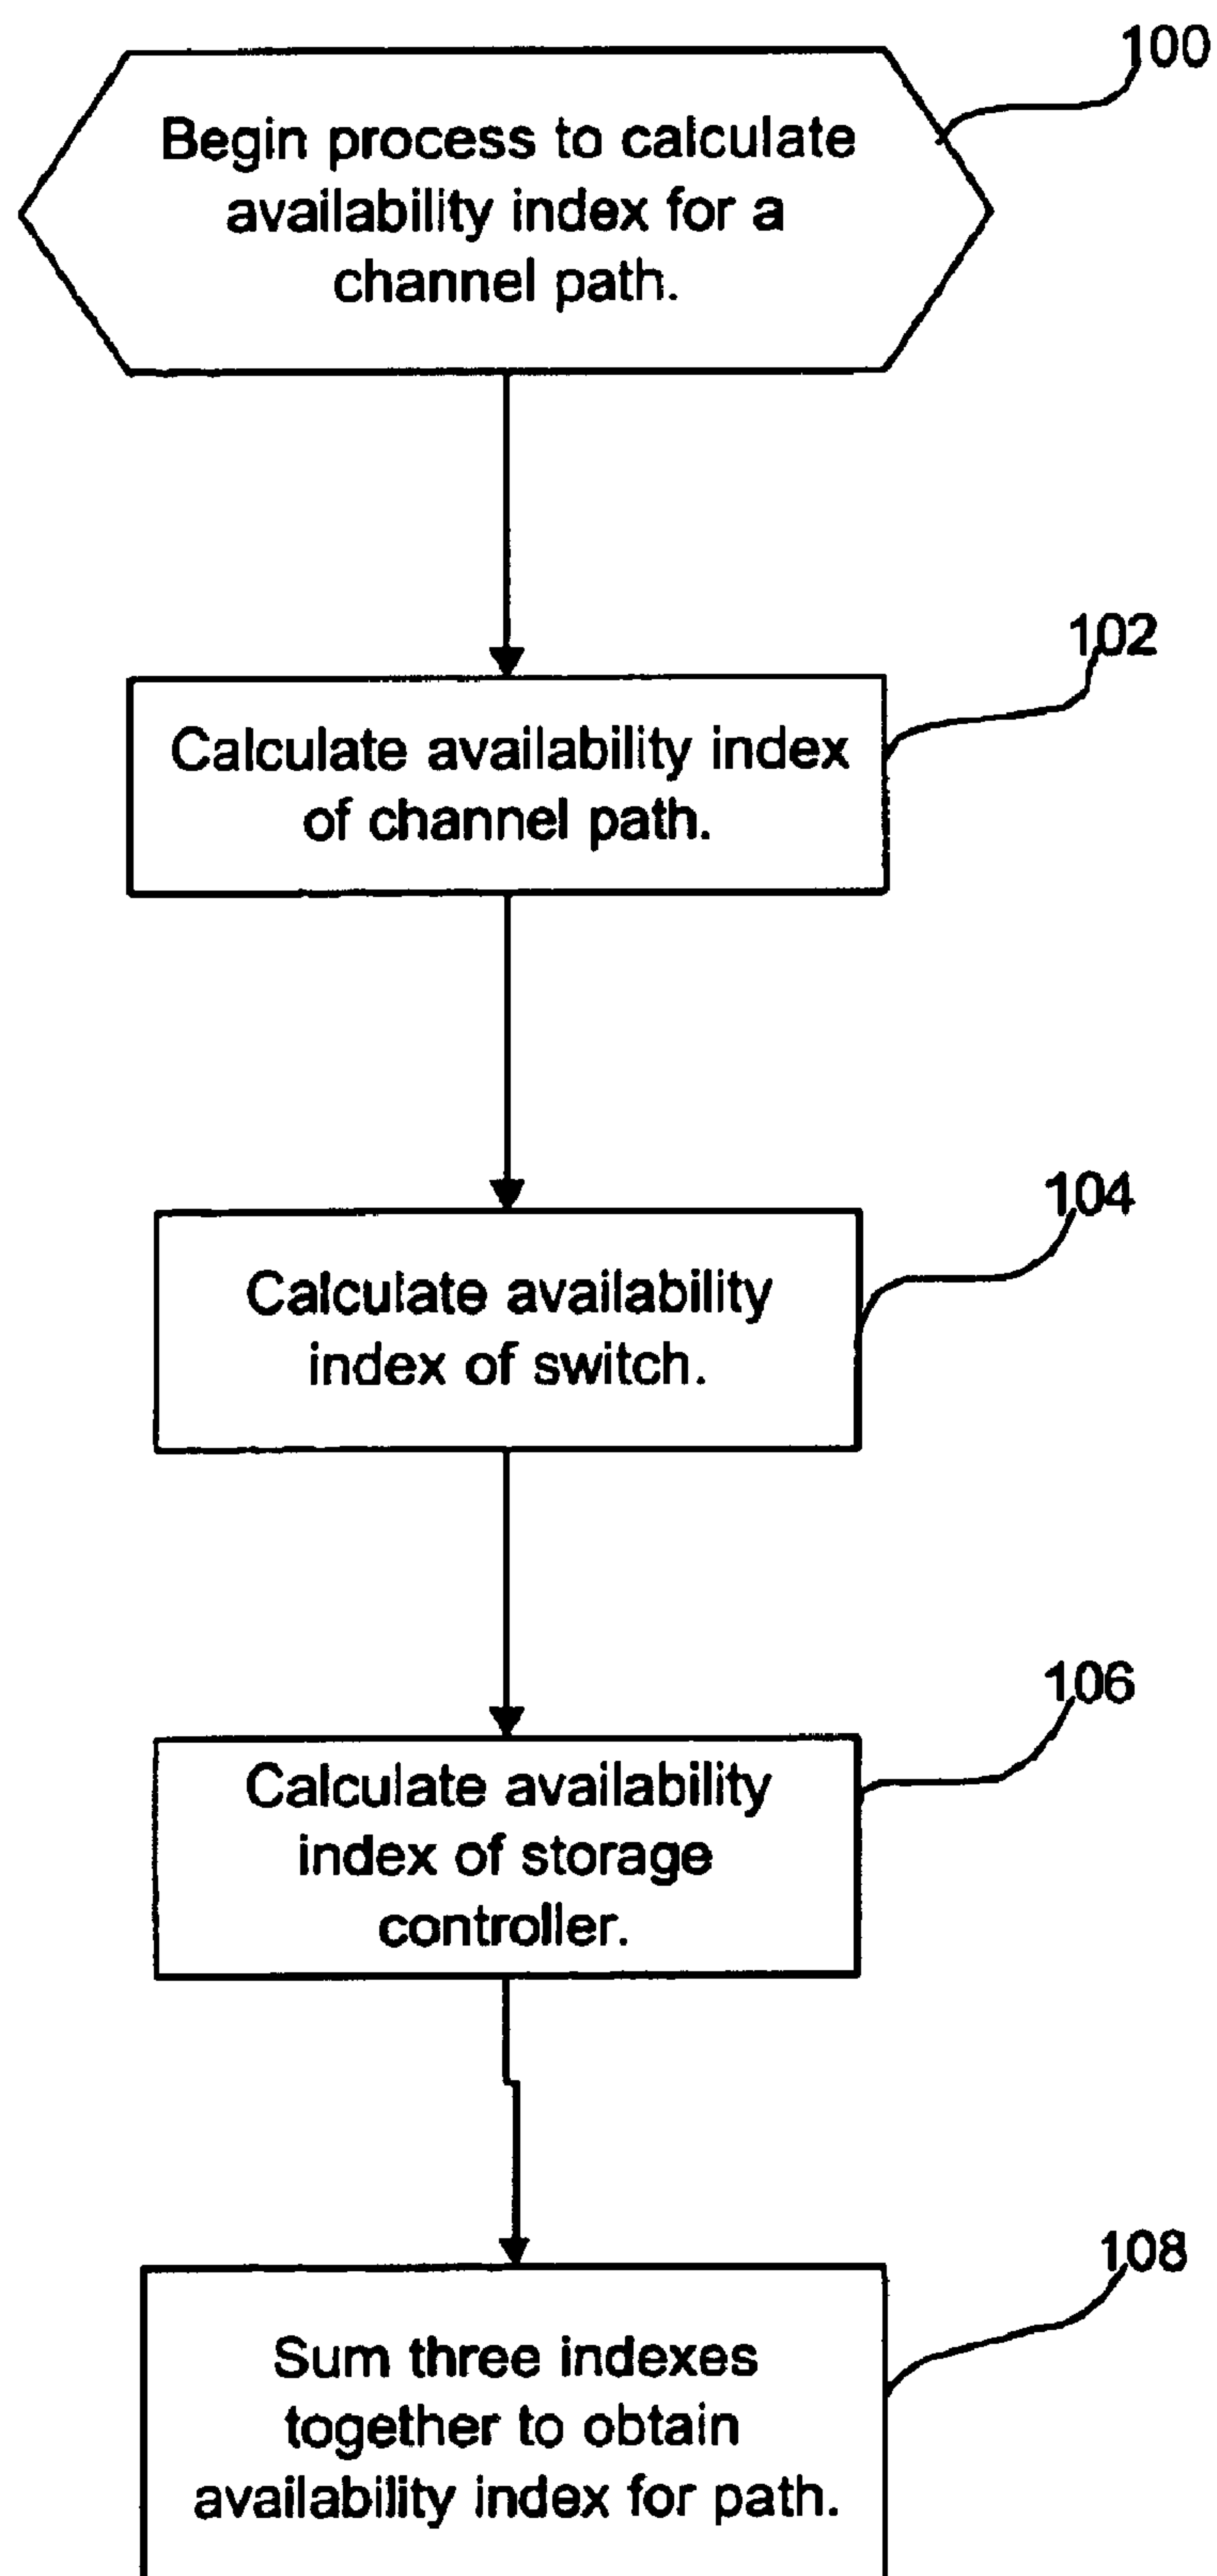 100
Begin process to calculate
availability index for a
channel path.
102
Calculate availability index
of channel path.
104
Calculate availability
index of switch.
106
Calculate availability
index of storage
controller.
108
Sum three indexes
together to obtain
availability index for path.